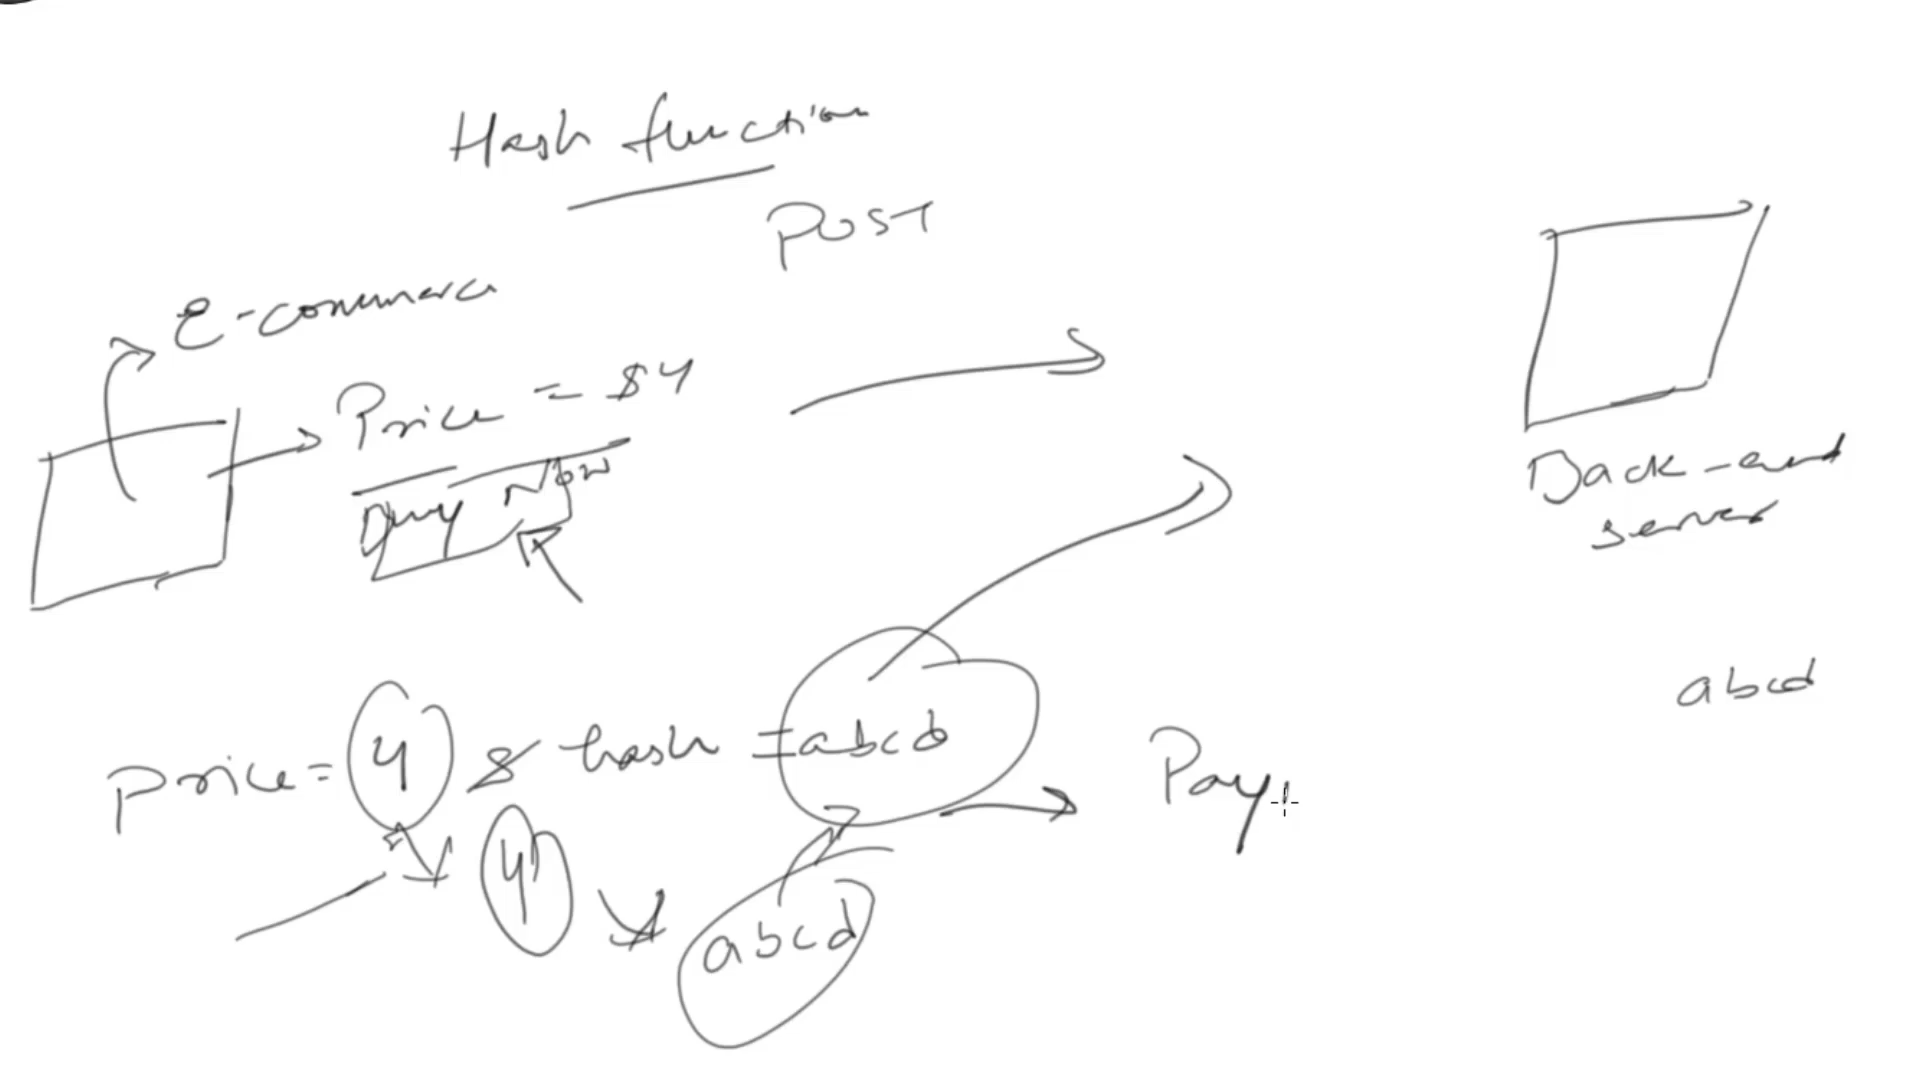 Hash function
POST
E-commerce
Price = $4
Buy Now
Back-end
server
abcd
price= 4 & hash =abcd
Pay
4
abcd